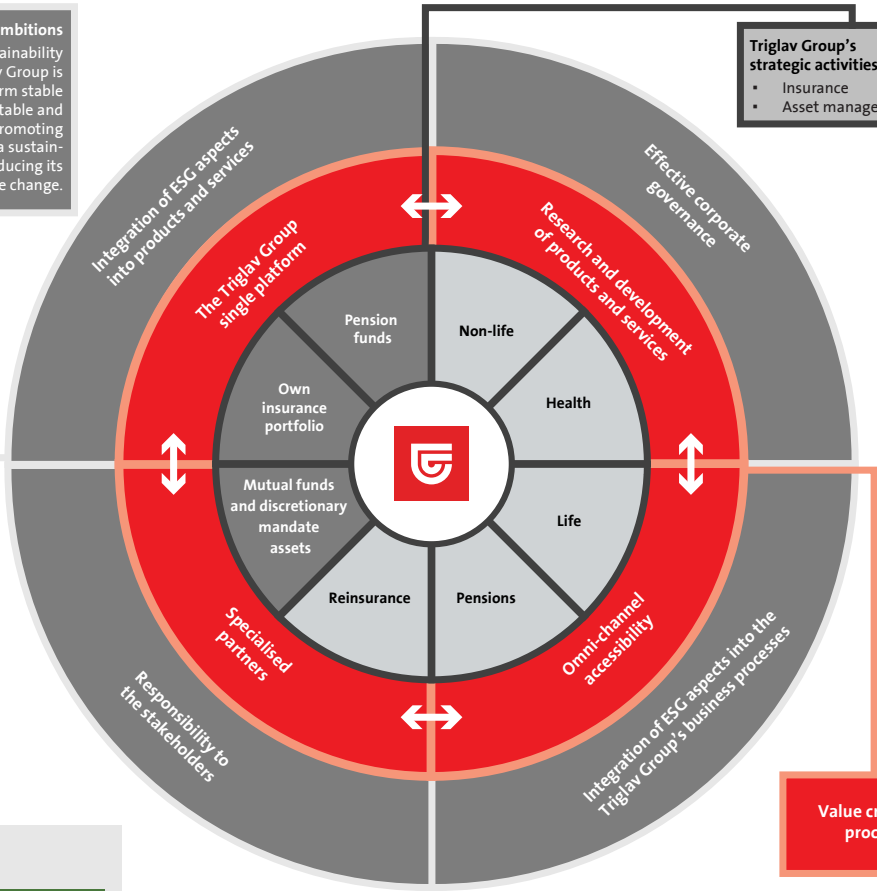 mbitions
ainability
Group is
rm stable
table and
romoting
a sustain-
ducing its
e change.
Triglav Group's
strategic activities
▪ Insurance
▪ Asset manage
Integration of ESG aspects
into products and services
Effective corporate
governance
The Triglav Group
single platform
Research and development
of products and services
Pension
funds
Non-life
Own
insurance
portfolio
Health
Mutual funds
and discretionary
mandate
assets
Life
Reinsurance
Pensions
Specialised
partners
Omni-channel
accessibility
Responsibility to
the stakeholders
Integration of ESG aspects into the
Triglav Group's business processes
Value cr
proc